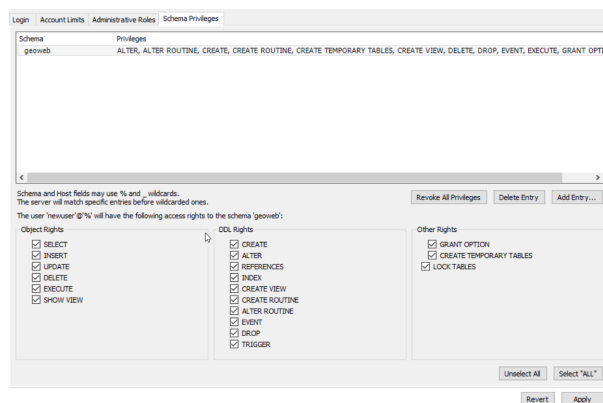 Login Account Limits Administrative Roles Schema Privileges
Schema Privileges
geoweb ALTER, ALTER ROUTINE, CREATE, CREATE ROUTINE, CREATE TEMPORARY TABLES, CREATE VIEW, DELETE, DROP, EVENT, EXECUTE, GRANT OPTI
Schema and Host fields may use % and _ wildcards.
The server will match specific entries before wildcarded ones.
Revoke All Privileges Delete Entry Add Entry...
The user 'newuser'@'%' will have the following access rights to the schema 'geoweb':
Object Rights DDL Rights Other Rights
SELECT CREATE GRANT OPTION
INSERT ALTER CREATE TEMPORARY TABLES
UPDATE REFERENCES LOCK TABLES
DELETE INDEX
EXECUTE CREATE VIEW
SHOW VIEW CREATE ROUTINE
ALTER ROUTINE
EVENT
DROP
TRIGGER
Unselect All Select "ALL"
Revert Apply